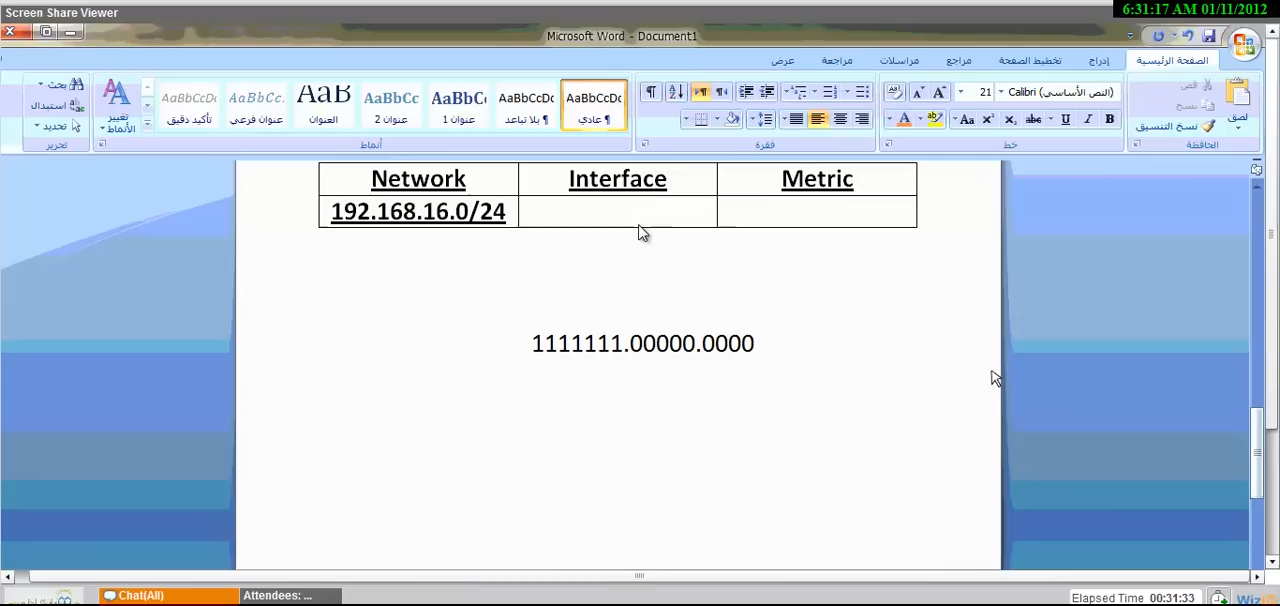 6:31:17 AM 01/11/2012
Screen Share Viewer
Microsoft Word - Document1
الصفحة الرئيسية إدراج تخطيط الصفحة مراجع مراسلات مراجعة عرض
لصق
قص
نسخ
نسخ التنسيق
الحافظة
Calibri (النص الأساسي) 21
خط
فقرة
AaBbCcDc ¶ عادي
AaBbCcDc ¶ بلا تباعد
AaBbC عنوان 1
AaBbCc عنوان 2
AaB العنوان
AaBbCc. عنوان فرعي
AaBbCcDc تأكيد دقيق
تغيير الأنماط
أنماط
بحث
استبدال
تحديد
تحرير
Network Interface Metric
192.168.16.0/24
1111111.00000.0000
Chat(All) Attendees: ...
Elapsed Time 00:31:33